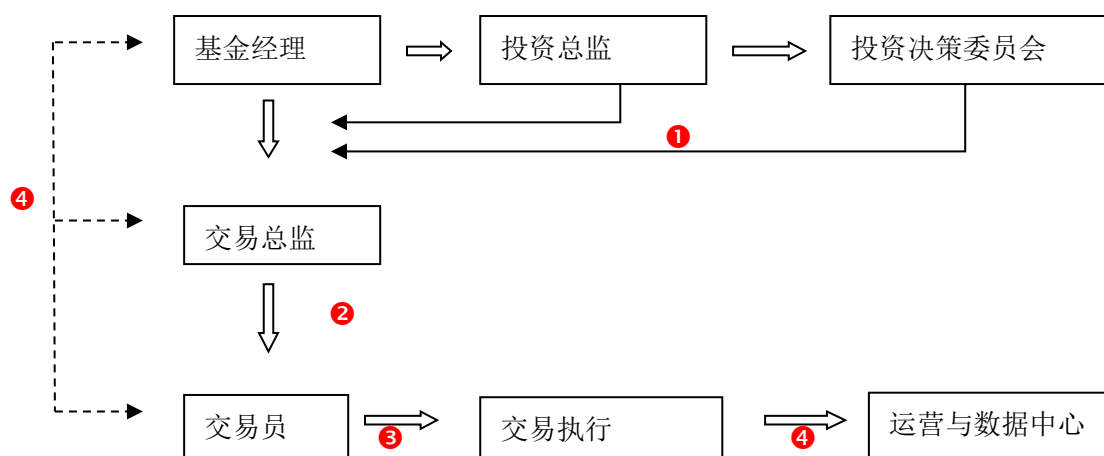 基金经理
投资总监
投资决策委员会
❶
❹
交易总监
❷
交易员
❸
交易执行
❹
运营与数据中心